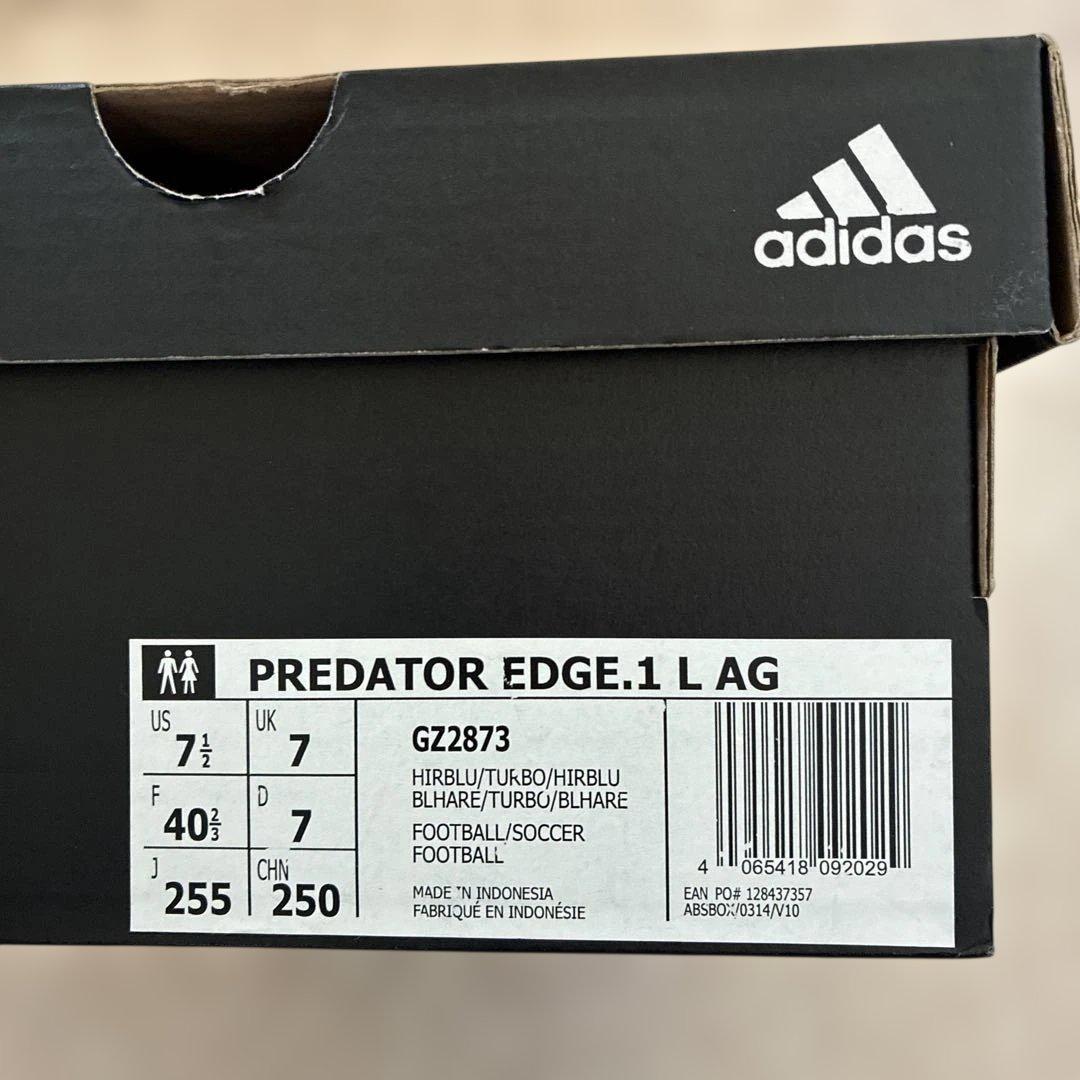 adidas
PREDATOR EDGE.1 L AG
US 7½
UK 7
F 40⅔
D 7
J 255
CHN 250
GZ2873
HIRBLU/TURBO/HIRBLU
BLHARE/TURBO/BLHARE
FOOTBALL/SOCCER
FOOTBALL
MADE IN INDONESIA
FABRIQUÉ EN INDONÉSIE
4 065418 092029
EAN PO# 128437357
ABSBOX/0314/V10